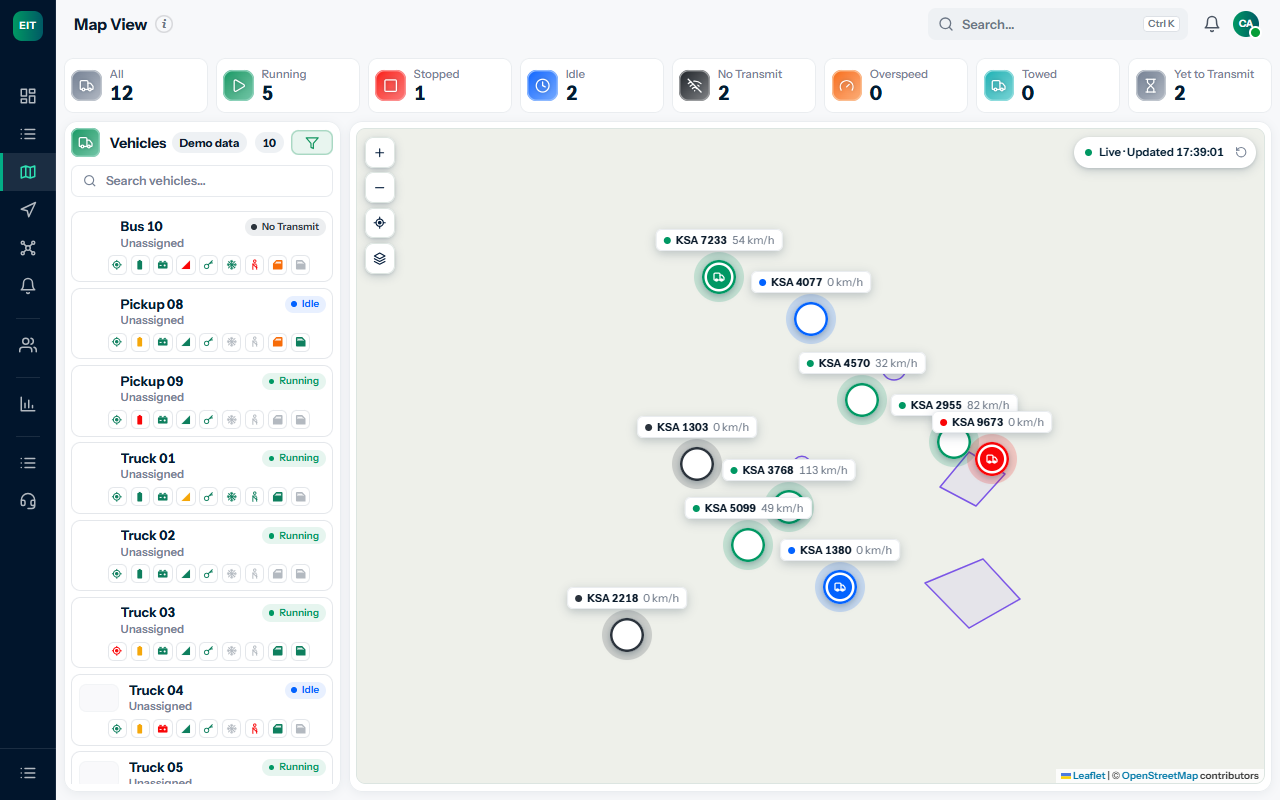 EIT
Map View
Search...
Ctrl K
CA
All
12
Running
5
Stopped
1
Idle
2
No Transmit
2
Overspeed
0
Towed
0
Yet to Transmit
2
Vehicles
Demo data
10
Search vehicles...
Bus 10
No Transmit
Unassigned
Pickup 08
Idle
Unassigned
Pickup 09
Running
Unassigned
Truck 01
Running
Unassigned
Truck 02
Running
Unassigned
Truck 03
Running
Unassigned
Truck 04
Idle
Unassigned
Truck 05
Running
Unassigned
+
−
Live · Updated 17:39:01
KSA 7233 54 km/h
KSA 4077 0 km/h
KSA 4570 32 km/h
KSA 2955 82 km/h
KSA 9673 0 km/h
KSA 1303 0 km/h
KSA 3768 113 km/h
KSA 5099 49 km/h
KSA 1380 0 km/h
KSA 2218 0 km/h
Leaflet | © OpenStreetMap contributors